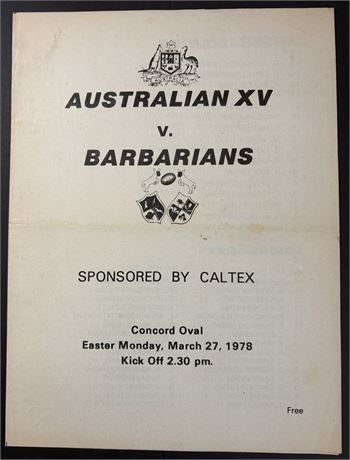 AUSTRALIAN XV
v.
BARBARIANS
SPONSORED BY CALTEX
Concord Oval
Easter Monday, March 27, 1978
Kick Off 2.30 pm.
Free